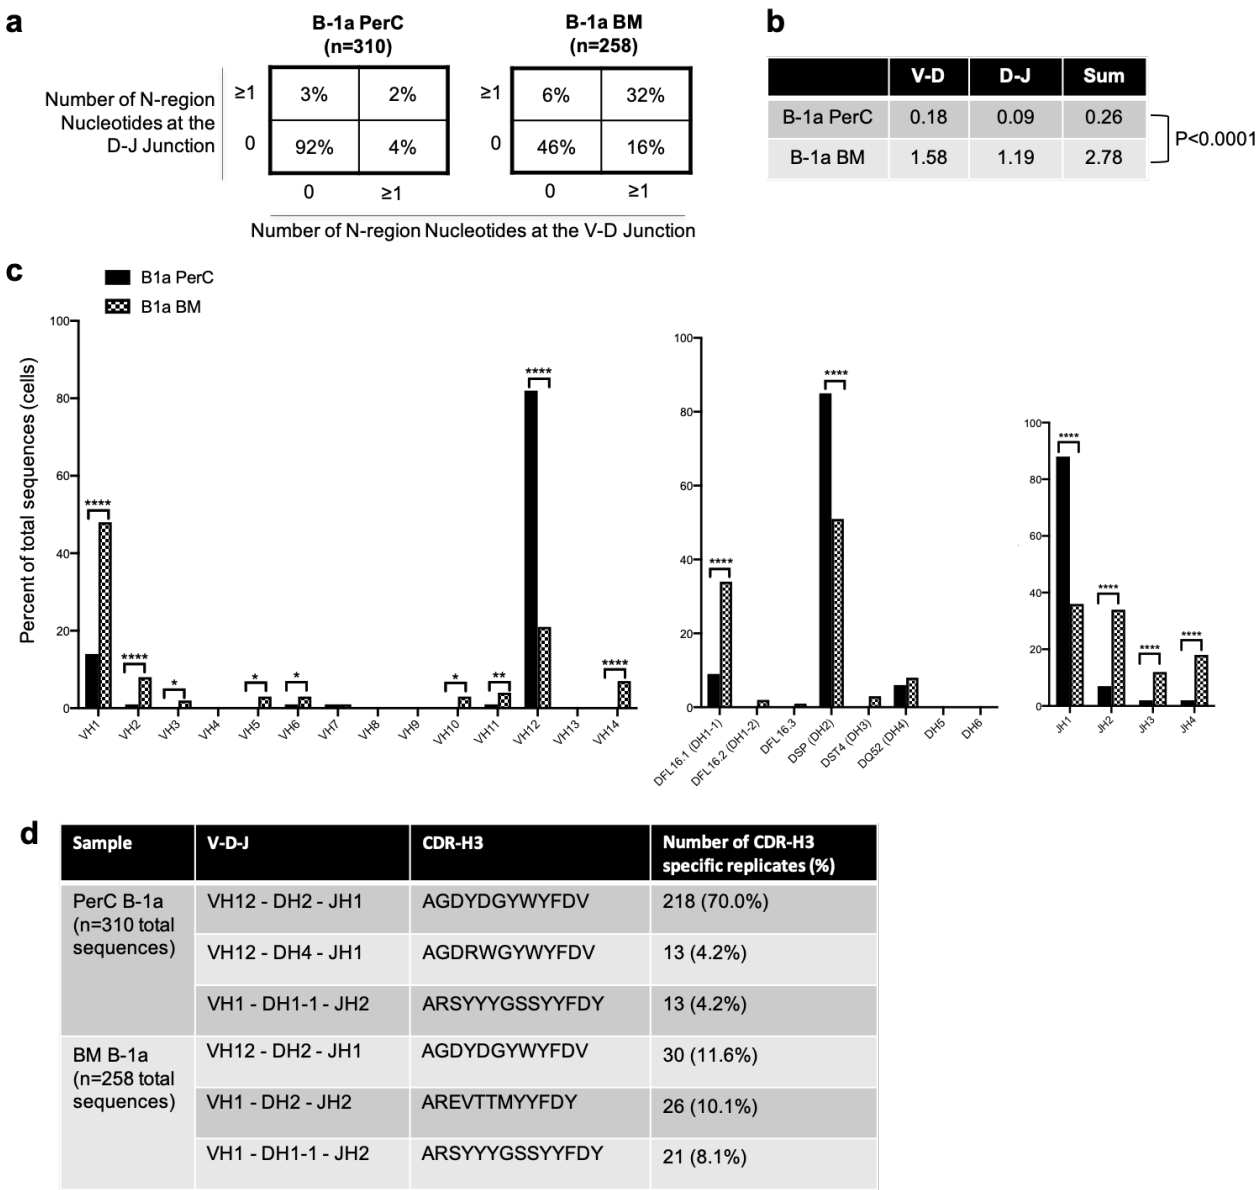 a
B-1a PerC
(n=310)
B-1a BM
(n=258)
Number of N-region
Nucleotides at the
D-J Junction
≥1
0
3%
2%
92%
4%
0
≥1
≥1
0
6%
32%
46%
16%
0
≥1
Number of N-region Nucleotides at the V-D Junction
b
V-D D-J Sum
B-1a PerC 0.18 0.09 0.26
B-1a BM 1.58 1.19 2.78
P<0.0001
c
B1a PerC
B1a BM
Percent of total sequences (cells)
100
80
60
40
20
0
****
****
*
*
*
*
**
****
****
VH1
VH2
VH3
VH4
VH5
VH6
VH7
VH8
VH9
VH10
VH11
VH12
VH13
VH14
100
80
60
40
20
0
****
****
DFL16.1 (DH1-1)
DFL16.2 (DH1-2)
DFL16.3
DSP (DH2)
DST4 (DH3)
DQ52 (DH4)
DH5
DH6
100
80
60
40
20
0
****
****
****
****
JH1
JH2
JH3
JH4
d
Sample V-D-J CDR-H3 Number of CDR-H3
specific replicates (%)
PerC B-1a
(n=310 total
sequences)
VH12 - DH2 - JH1 AGDYDGYWYFDV 218 (70.0%)
VH12 - DH4 - JH1 AGDRWGYWYFDV 13 (4.2%)
VH1 - DH1-1 - JH2 ARSYYYGSSYYFDY 13 (4.2%)
BM B-1a
(n=258 total
sequences)
VH12 - DH2 - JH1 AGDYDGYWYFDV 30 (11.6%)
VH1 - DH2 - JH2 AREVTTMYYFDY 26 (10.1%)
VH1 - DH1-1 - JH2 ARSYYYGSSYYFDY 21 (8.1%)